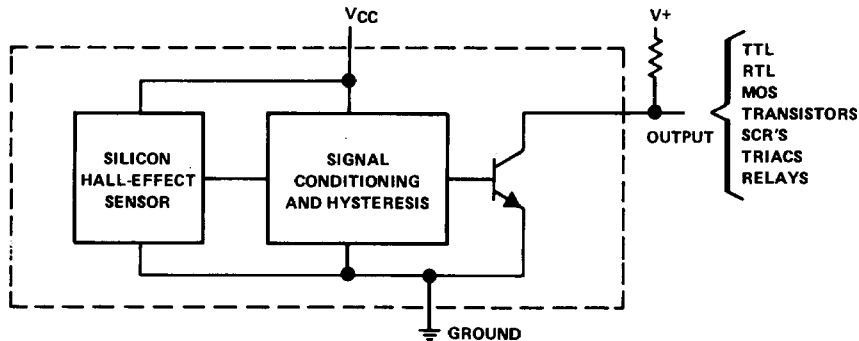 VCC
V+
SILICON
HALL-EFFECT
SENSOR
SIGNAL
CONDITIONING
AND HYSTERESIS
OUTPUT
TTL
RTL
MOS
TRANSISTORS
SCR'S
TRIACS
RELAYS
GROUND